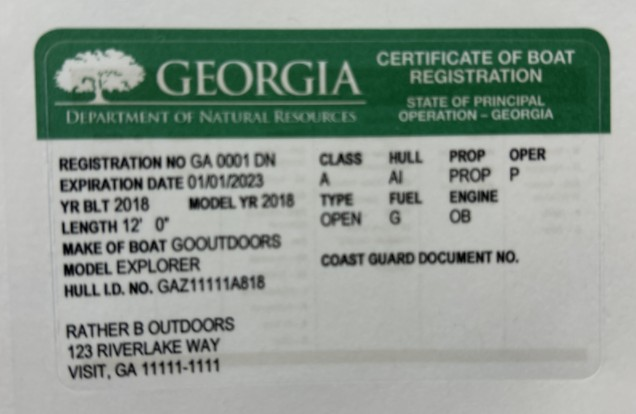 GEORGIA
DEPARTMENT OF NATURAL RESOURCES
CERTIFICATE OF BOAT
REGISTRATION
STATE OF PRINCIPAL
OPERATION – GEORGIA
REGISTRATION NO GA 0001 DN
EXPIRATION DATE 01/01/2023
YR BLT 2018 MODEL YR 2018
LENGTH 12' 0"
MAKE OF BOAT GOOUTDOORS
MODEL EXPLORER
HULL I.D. NO. GAZ11111A818
CLASS HULL PROP OPER
A Al PROP P
TYPE FUEL ENGINE
OPEN G OB
COAST GUARD DOCUMENT NO.
RATHER B OUTDOORS
123 RIVERLAKE WAY
VISIT, GA 11111-1111